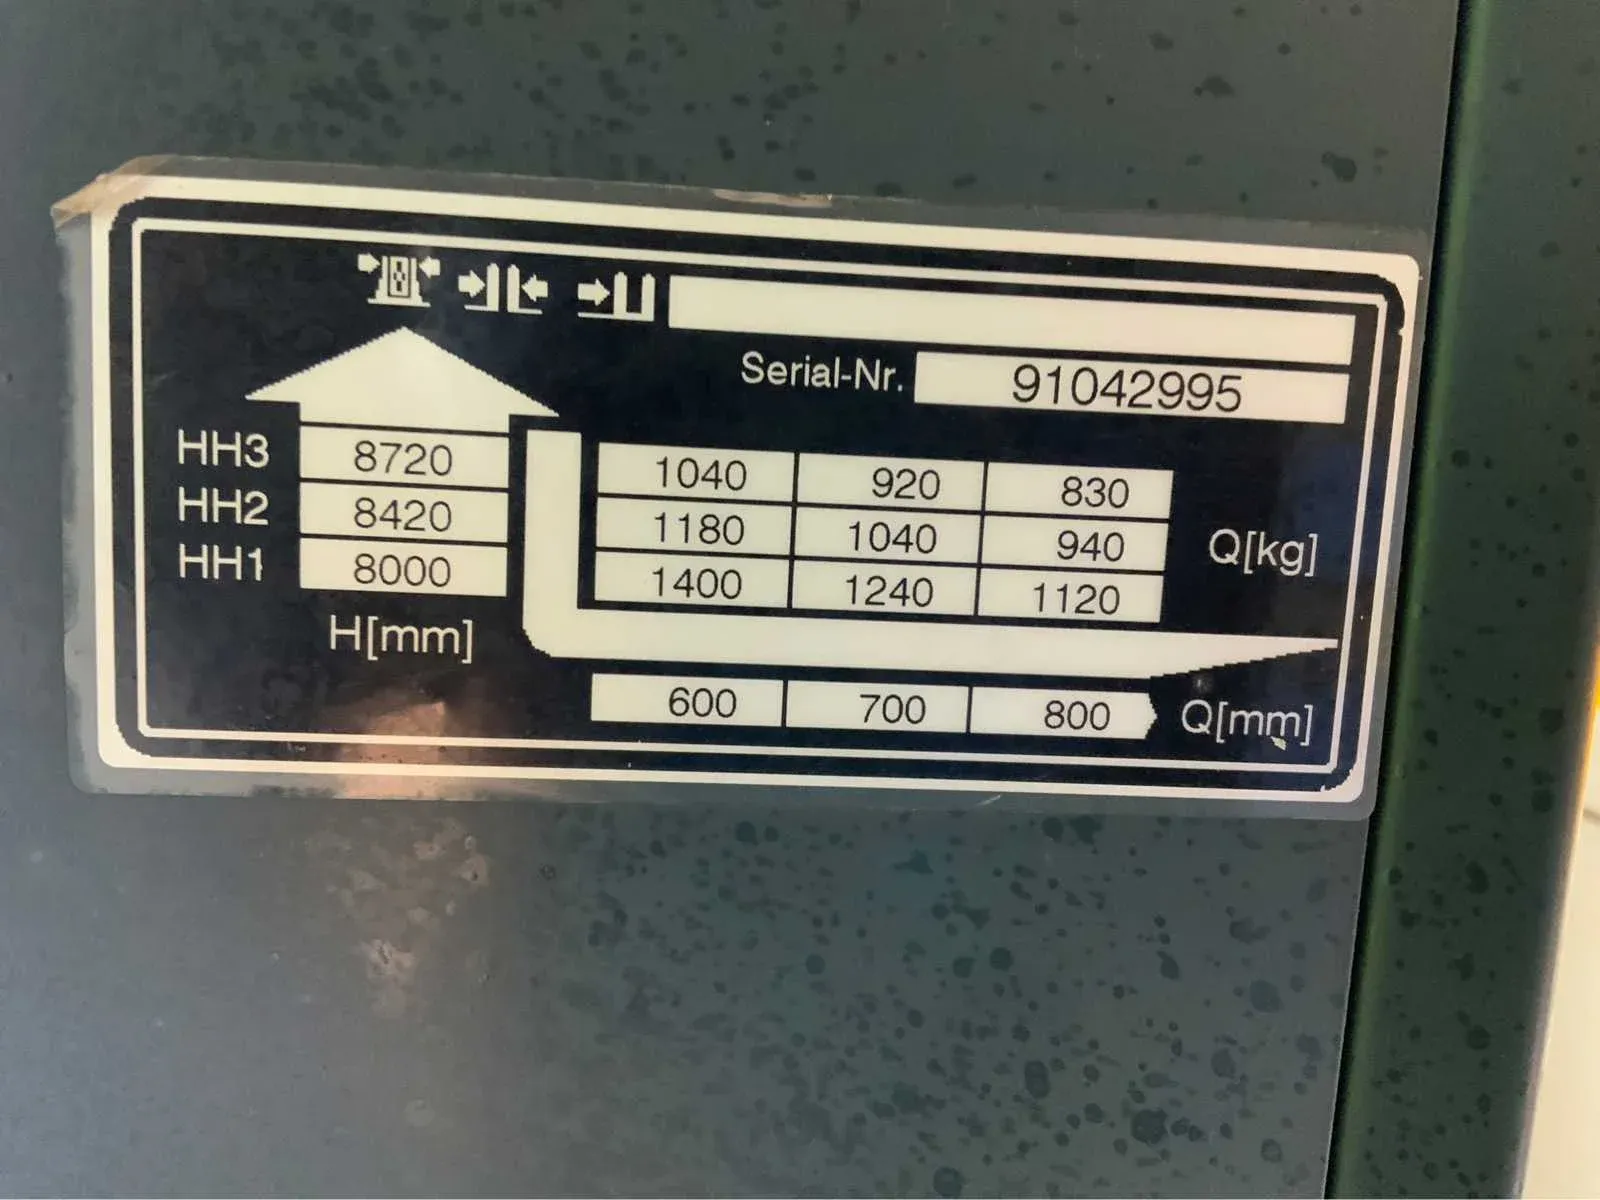 Serial-Nr. 91042995
HH3 8720 1040 920 830
HH2 8420 1180 1040 940 Q[kg]
HH1 8000 1400 1240 1120
H[mm]
600 700 800 Q[mm]